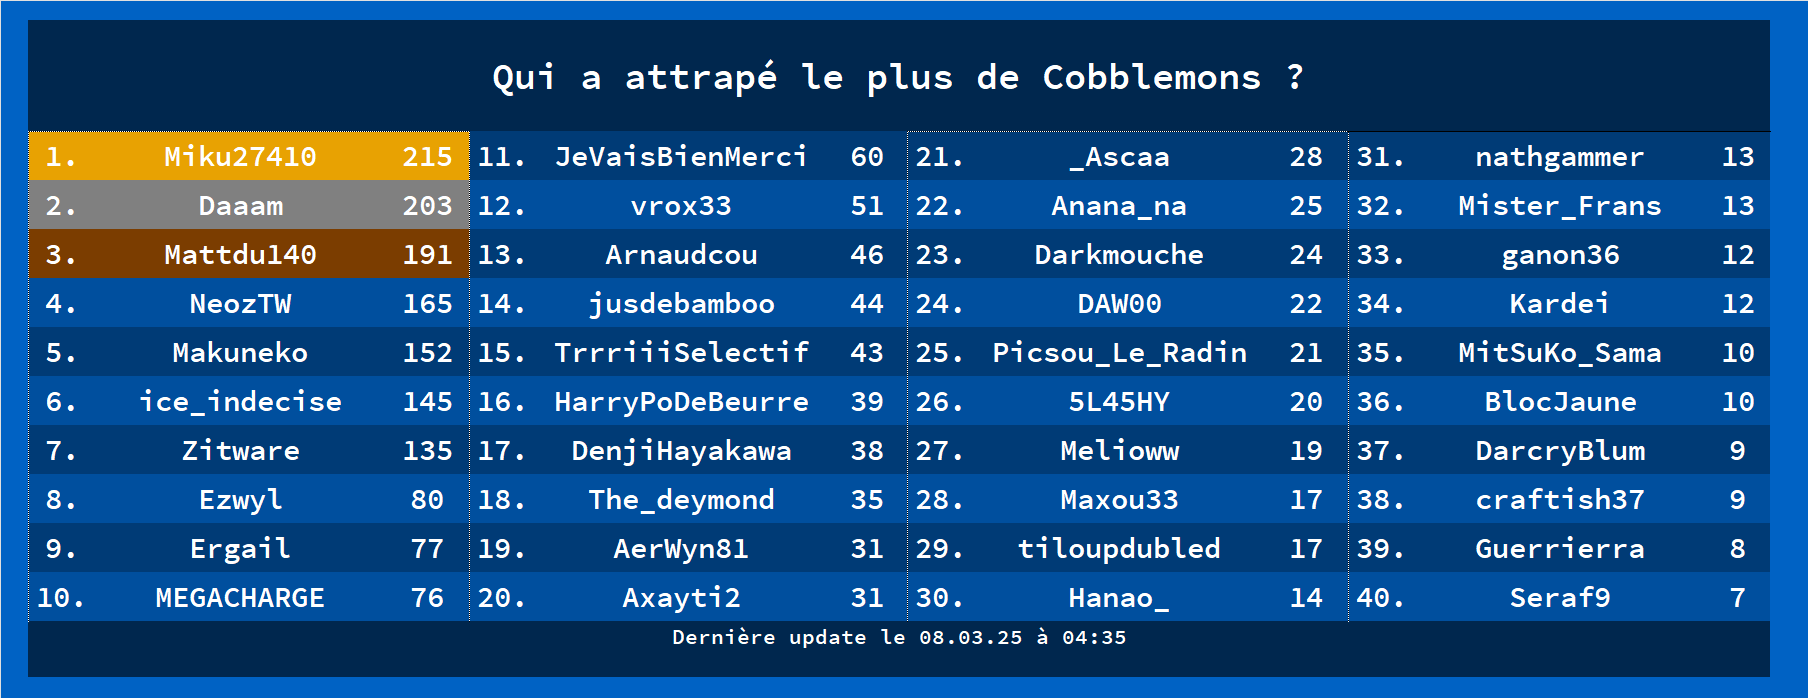 Qui a attrapé le plus de Cobblemons ?
1. Miku27410 215 11. JeVaisBienMerci 60 21. _Ascaa 28 31. nathgammer 13
2. Daaam 203 12. vrox33 51 22. Anana_na 25 32. Mister_Frans 13
3. Mattdu140 191 13. Arnaudcou 46 23. Darkmouche 24 33. ganon36 12
4. NeozTW 165 14. jusdebamboo 44 24. DAW00 22 34. Kardei 12
5. Makuneko 152 15. TrrriiiSelectif 43 25. Picsou_Le_Radin 21 35. MitSuKo_Sama 10
6. ice_indecise 145 16. HarryPoDeBeurre 39 26. 5L45HY 20 36. BlocJaune 10
7. Zitware 135 17. DenjiHayakawa 38 27. Melioww 19 37. DarcryBlum 9
8. Ezwyl 80 18. The_deymond 35 28. Maxou33 17 38. craftish37 9
9. Ergail 77 19. AerWyn81 31 29. tiloupdubled 17 39. Guerrierra 8
10. MEGACHARGE 76 20. Axayti2 31 30. Hanao_ 14 40. Seraf9 7
Dernière update le 08.03.25 à 04:35